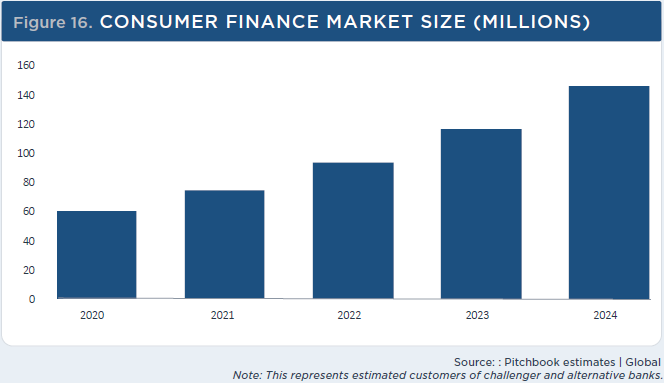 Figure 16. CONSUMER FINANCE MARKET SIZE (MILLIONS)
160
140
120
100
80
60
40
20
0
2020 2021 2022 2023 2024
Source: : Pitchbook estimates | Global
Note: This represents estimated customers of challenger and alternative banks.